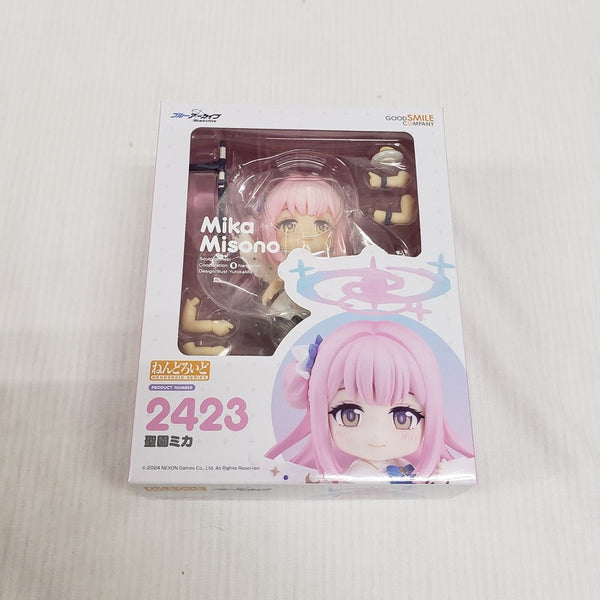 ブルーアーカイブ
Blue Archive
GOOD SMILE
COMPANY
Mika
Misono
ねんどろいど
NENDOROID SERIES
PRODUCT NUMBER
2423
聖園ミカ
© 2024 NEXON Games Co., Ltd. All Rights Reserved.